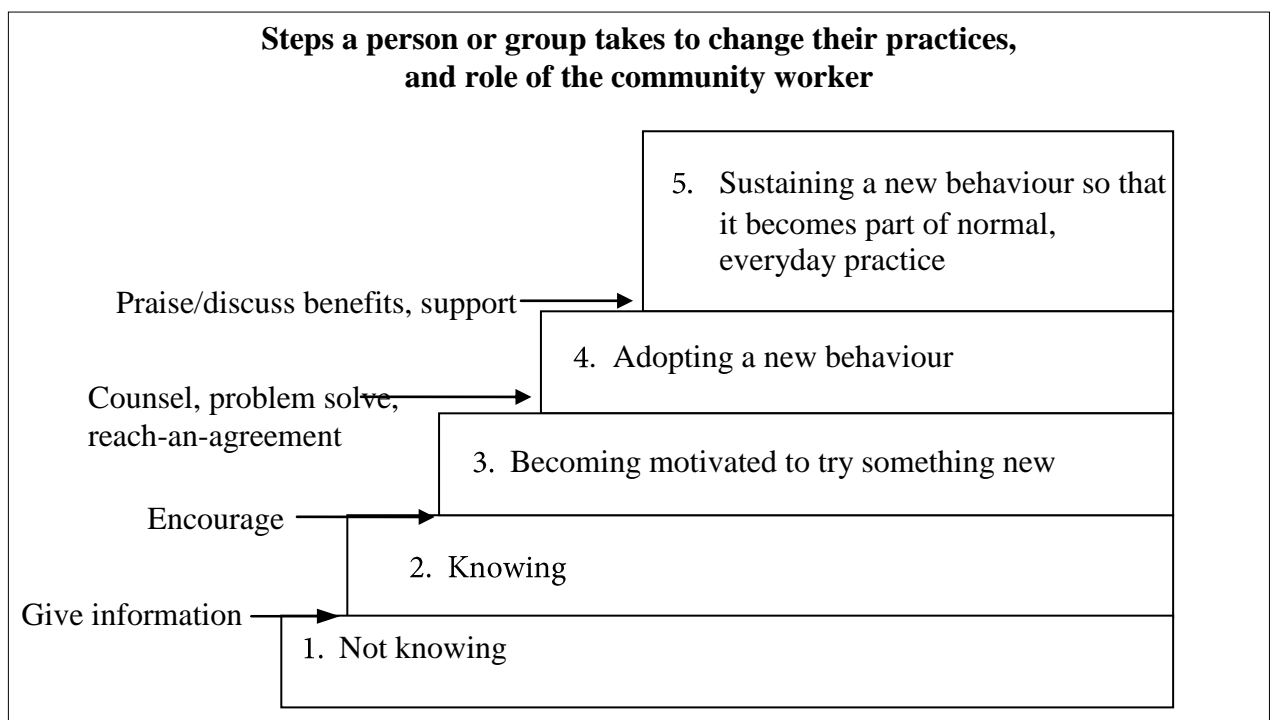 Steps a person or group takes to change their practices,
and role of the community worker
5. Sustaining a new behaviour so that
it becomes part of normal,
everyday practice
Praise/discuss benefits, support
4. Adopting a new behaviour
Counsel, problem solve,
reach-an-agreement
3. Becoming motivated to try something new
Encourage
2. Knowing
Give information
1. Not knowing